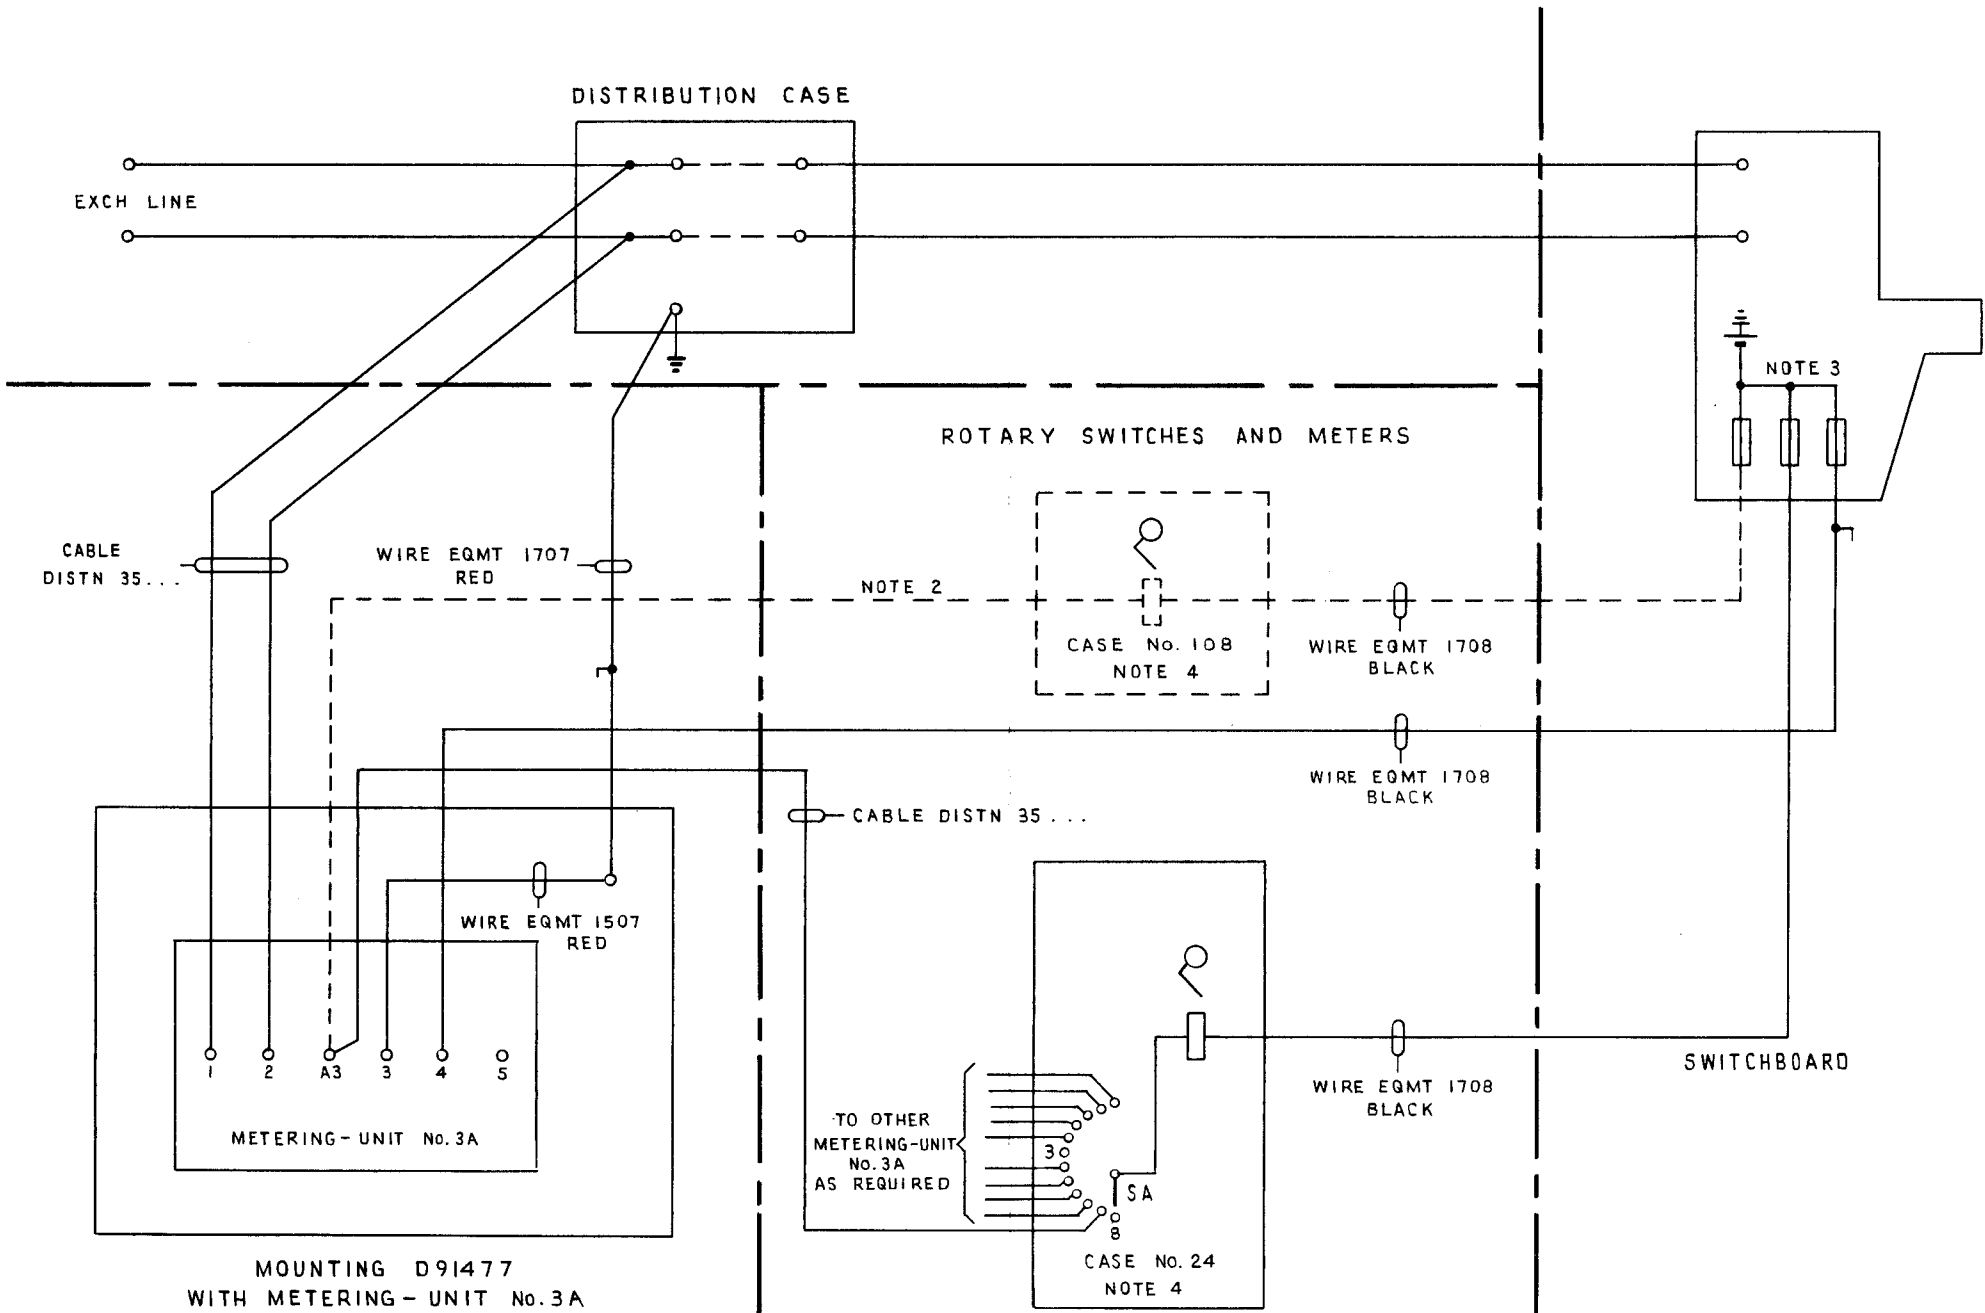 DISTRIBUTION CASE
EXCH LINE
NOTE 3
ROTARY SWITCHES AND METERS
CABLE
DISTN 35...
WIRE EQMT 1707
RED
NOTE 2
CASE No. 108
NOTE 4
WIRE EQMT 1708
BLACK
WIRE EQMT 1708
BLACK
CABLE DISTN 35...
WIRE EQMT 1507
RED
1
2
A3
3
4
5
METERING-UNIT No.3A
MOUNTING D91477
WITH METERING-UNIT No.3A
TO OTHER
METERING-UNIT
No.3A
AS REQUIRED
3
SA
8
CASE No.24
NOTE 4
WIRE EQMT 1708
BLACK
SWITCHBOARD